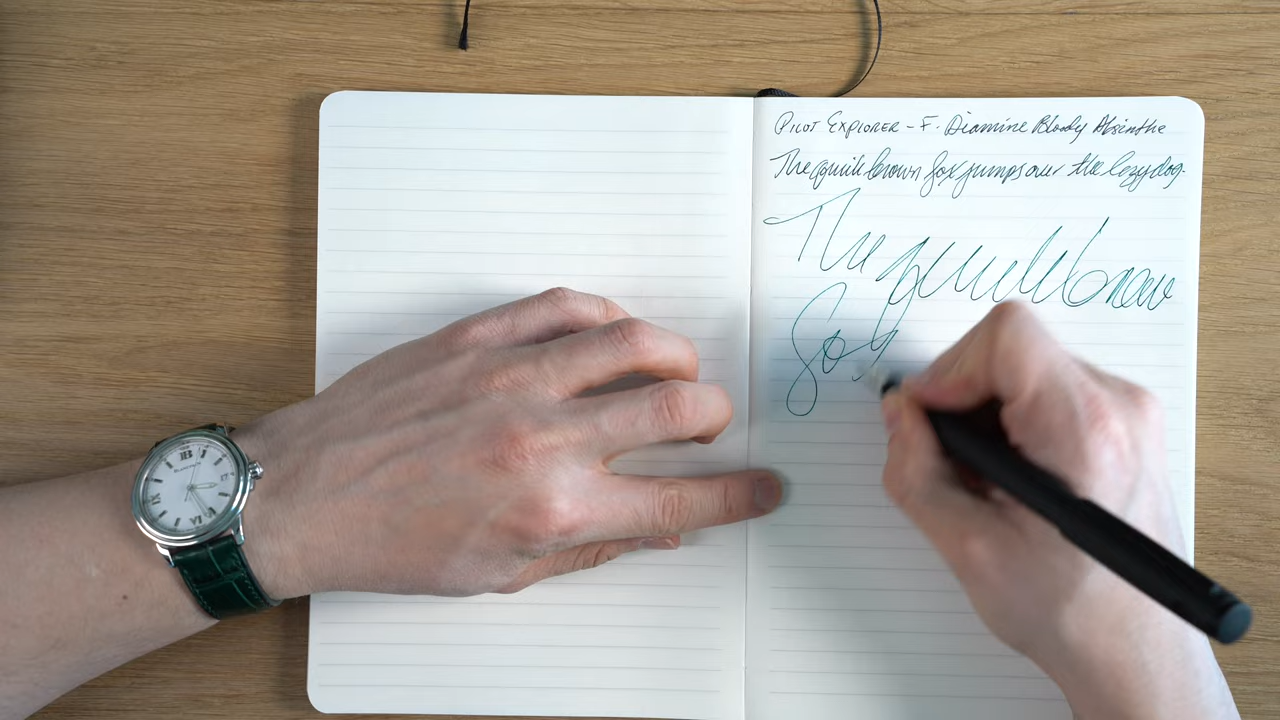 PILOT EXPLORER - F. Diamine Bloody Absinthe
The quick brown fox jumps over the lazy dog.
The quick brown
fox